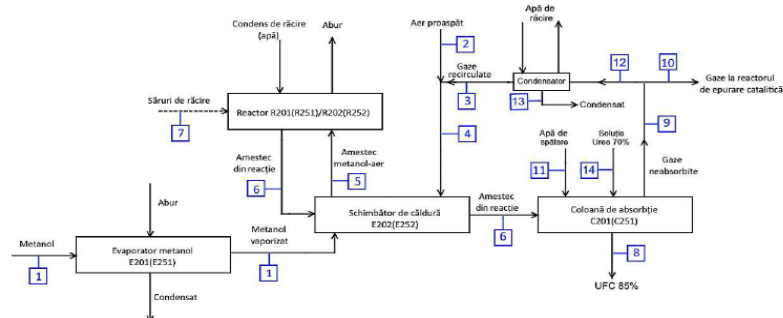 Condens de răcire
(apă)
Abur
Aer proaspăt
2
Apă de
răcire
Gaze
recirculate
3
Condensator
12
10
Gaze la reactorul
de epurare catalitică
13
Condensat
Săruri de răcire
7
Reactor R201(R251)/R202(R252)
4
9
Apă de
spălare
11
Soluție
Uree 70%
14
Gaze
neabsorbite
Amestec
din reacție
6
Amestec
metanol-aer
5
Abur
Schimbător de căldură
E202(E252)
Amestec
din reacție
6
Coloană de absorbție
C201(C251)
Metanol
1
Evaporator metanol
E201(E251)
Metanol
vaporizat
1
8
Condensat
UFC 85%